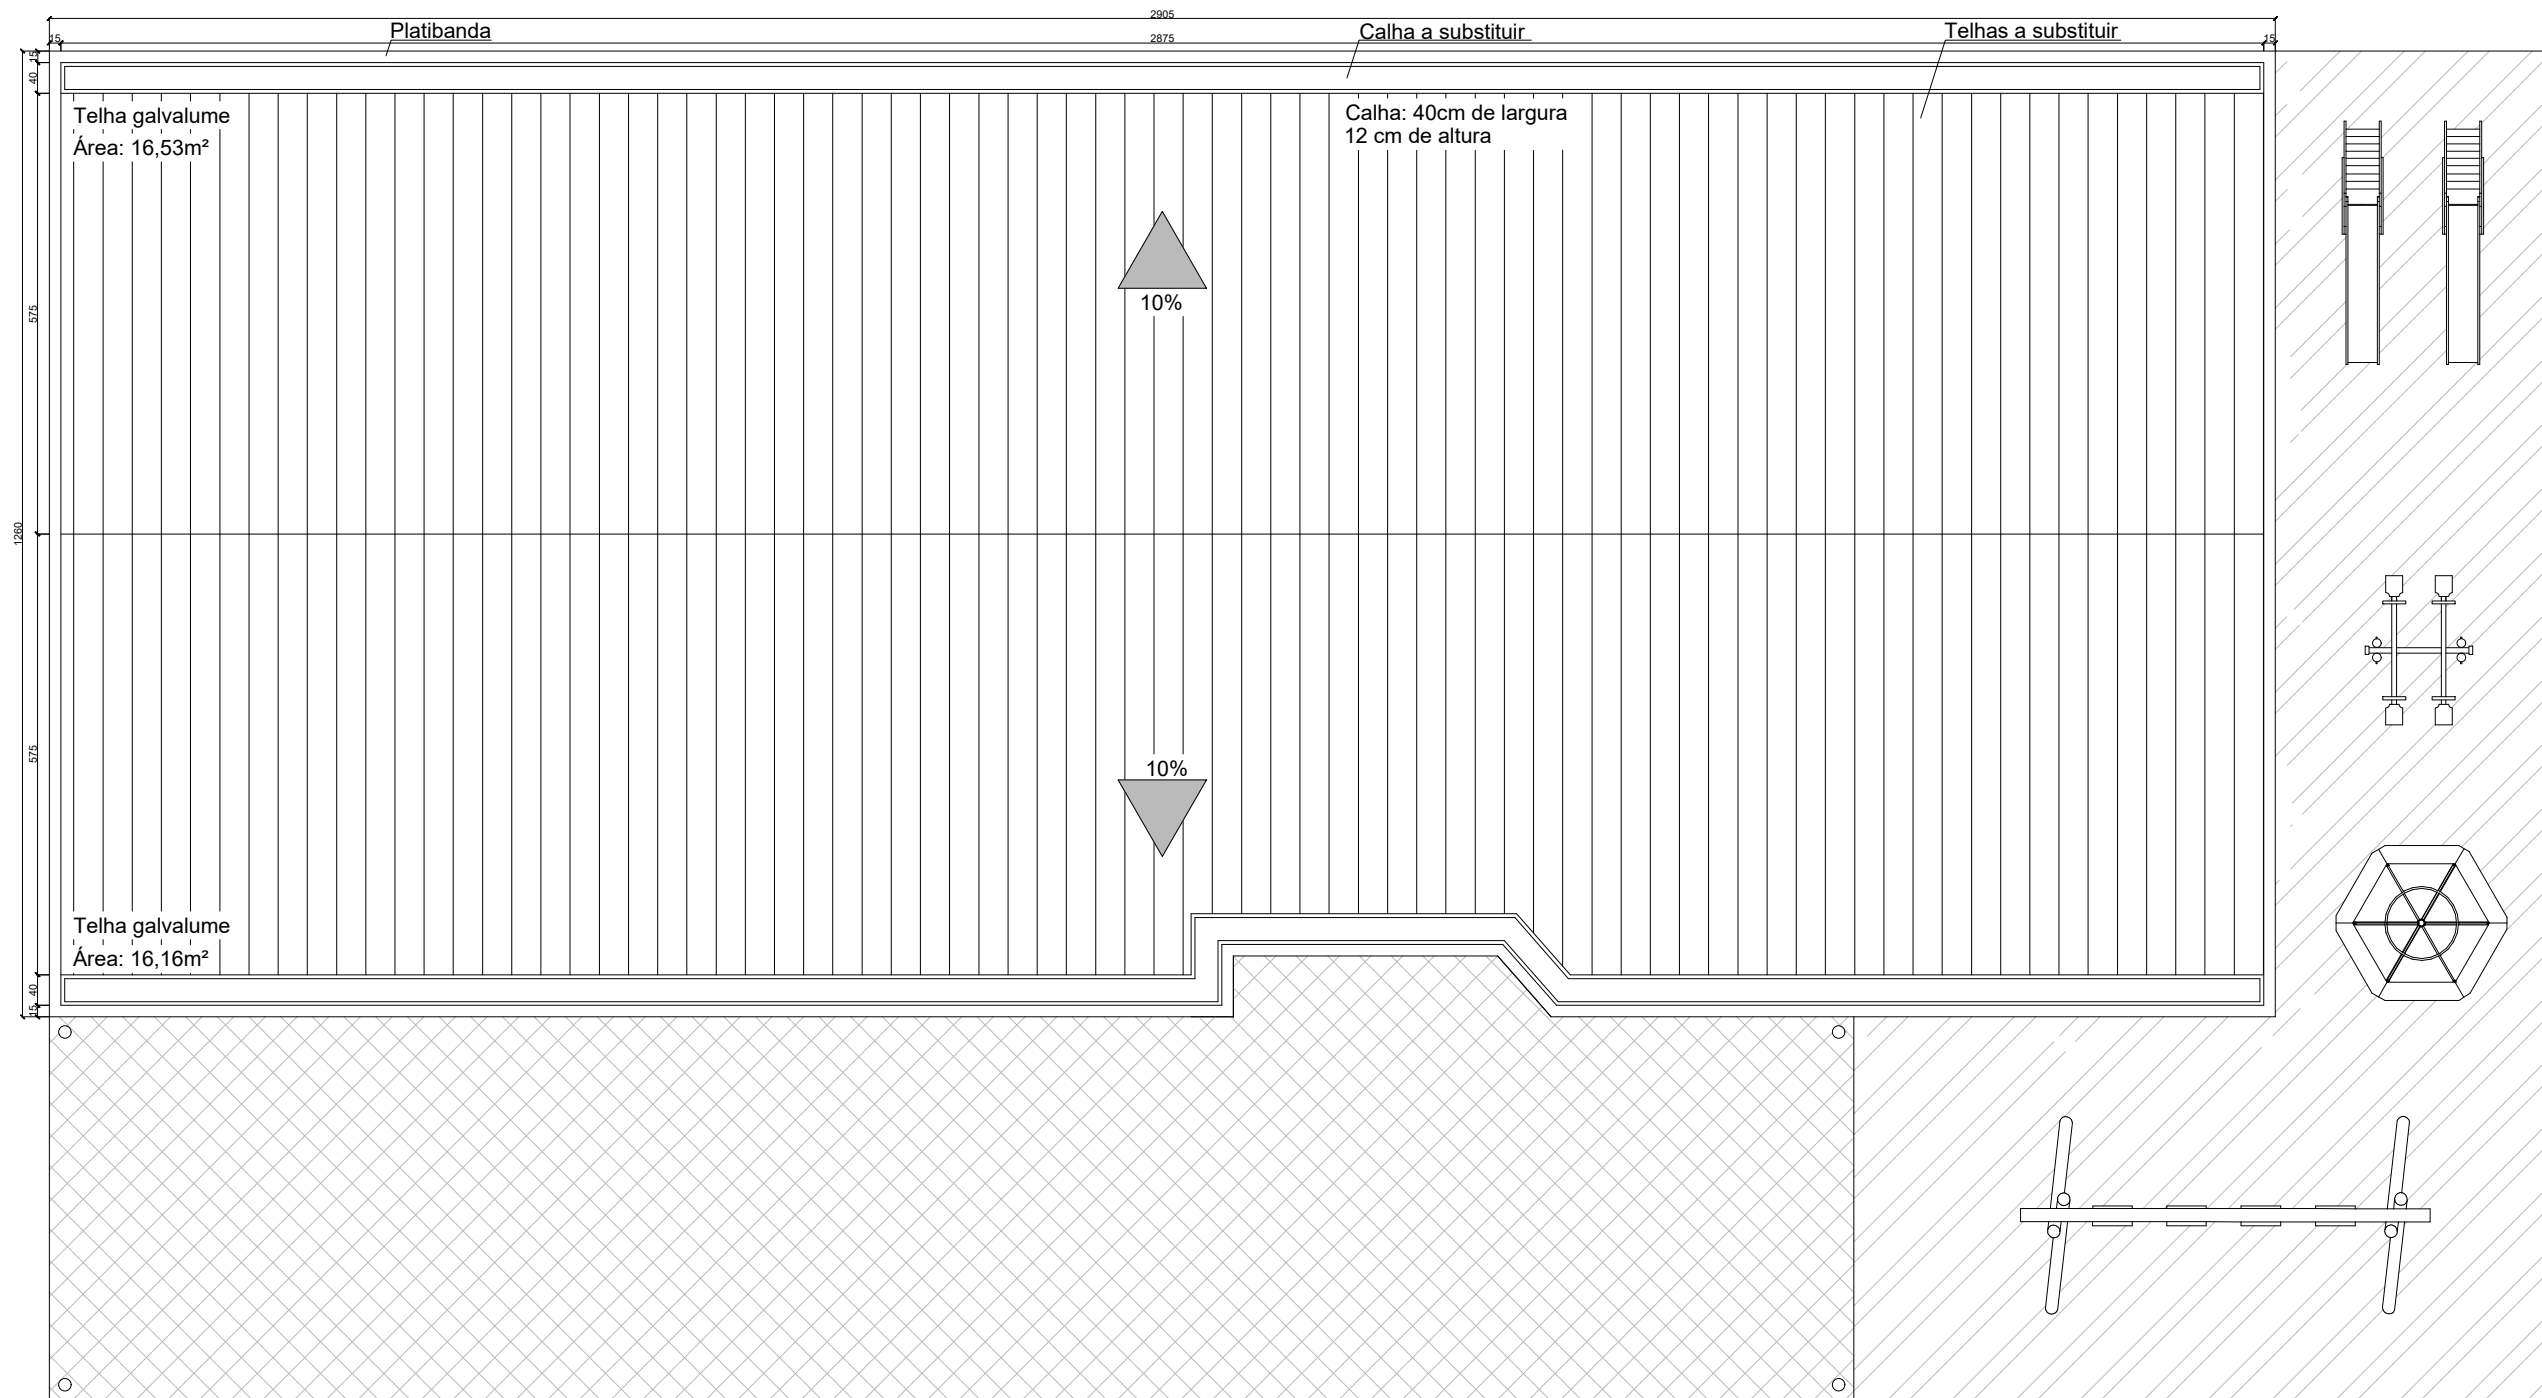 2905
Platibanda
Calha a substituir
Telhas a substituir
15
2875
15
15
40
Telha galvalume
Área: 16,53m²
Calha: 40cm de largura
12 cm de altura
10%
575
1260
575
10%
Telha galvalume
Área: 16,16m²
40
15